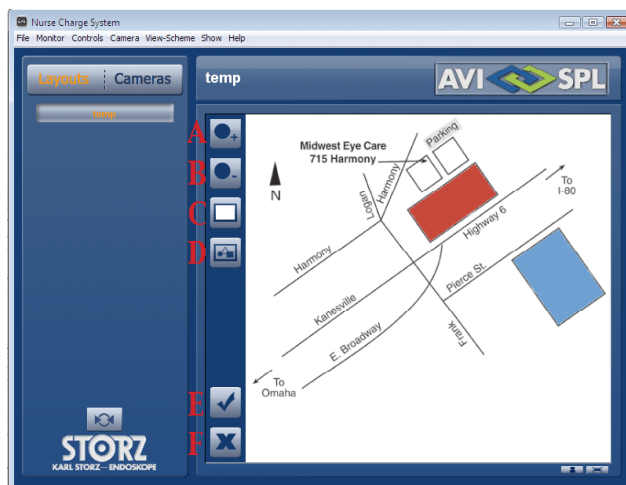 Nurse Charge System
File Monitor Controls Camera View-Scheme Show Help
Layouts Cameras
temp
AVI SPL
temp
A
B
C
D
E
F
Parking
Midwest Eye Care
715 Harmony
N
Logan
Harmony
To
I-80
Highway 6
Harmony
Pierce St.
Kanesville
E. Broadway
Frank
To
Omaha
STORZ
KARL STORZ—ENDOSKOPE